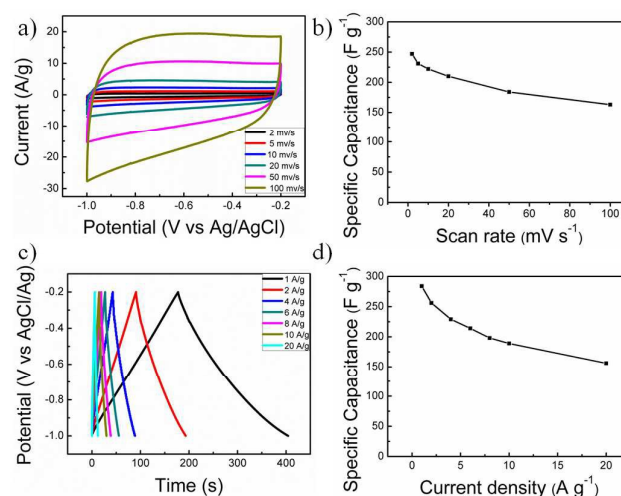 a)
Current (A/g)
20
10
0
-10
-20
-30
2 mv/s
5 mv/s
10 mv/s
20 mv/s
50 mv/s
100 mv/s
-1.0
-0.8
-0.6
-0.4
-0.2
Potential (V vs Ag/AgCl)
b)
Specific Capacitance (F g⁻¹)
300
250
200
150
100
50
0
0
20
40
60
80
100
Scan rate (mV s⁻¹)
c)
Potential (V vs AgCl/Ag)
-0.2
-0.4
-0.6
-0.8
-1.0
1 A/g
2 A/g
4 A/g
6 A/g
8 A/g
10 A/g
20 A/g
0
100
200
300
400
Time (s)
d)
Specific Capacitance (F g⁻¹)
300
250
200
150
100
50
0
0
5
10
15
20
Current density (A g⁻¹)